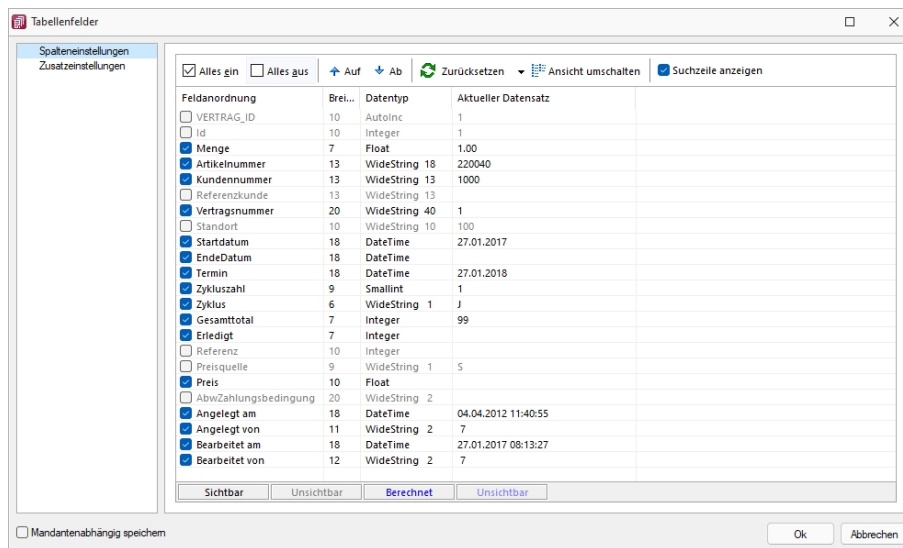 Tabellenfelder
Spalteneinstellungen
Zusatzeinstellungen
Alles ein Alles aus Auf Ab Zurücksetzen Ansicht umschalten Suchzeile anzeigen
Feldanordnung Brei... Datentyp Aktueller Datensatz
VERTRAG_ID 10 AutoInc 1
Id 10 Integer 1
Menge 7 Float 1.00
Artikelnummer 13 WideString 18 220040
Kundennummer 13 WideString 13 1000
Referenzkunde 13 WideString 13
Vertragsnummer 20 WideString 40 1
Standort 10 WideString 10 100
Startdatum 18 DateTime 27.01.2017
EndeDatum 18 DateTime
Termin 18 DateTime 27.01.2018
Zykluszahl 9 Smallint 1
Zyklus 6 WideString 1 J
Gesamttotal 7 Integer 99
Erledigt 7 Integer
Referenz 10 Integer
Preisquelle 9 WideString 1 S
Preis 10 Float
AbwZahlungsbedingung 20 WideString 2
Angelegt am 18 DateTime 04.04.2012 11:40:55
Angelegt von 11 WideString 2 7
Bearbeitet am 18 DateTime 27.01.2017 08:13:27
Bearbeitet von 12 WideString 2 7
Sichtbar Unsichtbar Berechnet Unsichtbar
Mandantenabhängig speichern
Ok Abbrechen